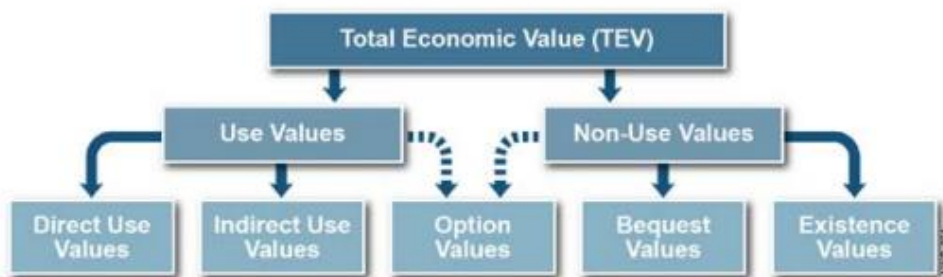 Total Economic Value (TEV)
Use Values
Non-Use Values
Direct Use
Values
Indirect Use
Values
Option
Values
Bequest
Values
Existence
Values